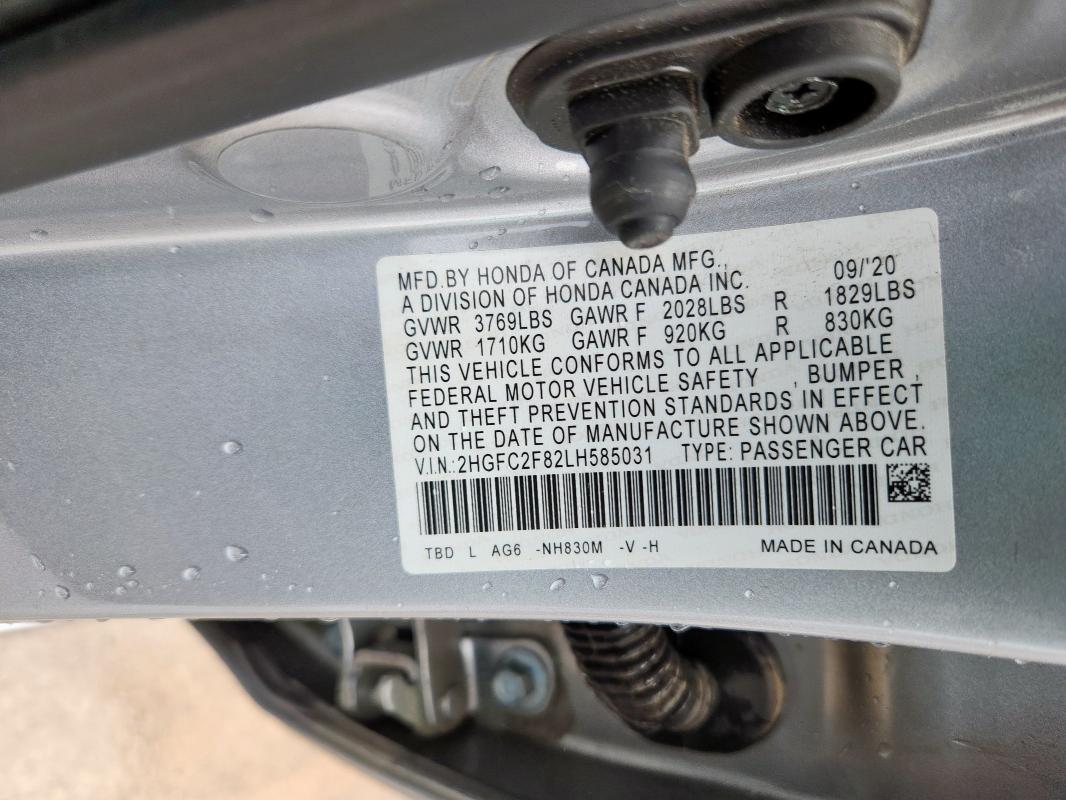 MFD.BY HONDA OF CANADA MFG., 09/'20
A DIVISION OF HONDA CANADA INC.
GVWR 3769LBS GAWR F 2028LBS R 1829LBS
GVWR 1710KG GAWR F 920KG R 830KG
THIS VEHICLE CONFORMS TO ALL APPLICABLE
FEDERAL MOTOR VEHICLE SAFETY , BUMPER ,
AND THEFT PREVENTION STANDARDS IN EFFECT
ON THE DATE OF MANUFACTURE SHOWN ABOVE.
V.I.N.:2HGFC2F82LH585031 TYPE: PASSENGER CAR
TBD L AG6 -NH830M -V -H MADE IN CANADA